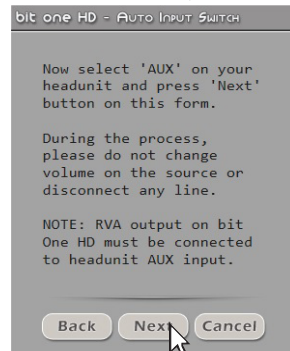 bit one HD - Auto Input Switch
Now select 'AUX' on your
headunit and press 'Next'
button on this form.
During the process,
please do not change
volume on the source or
disconnect any line.
NOTE: RVA output on bit
One HD must be connected
to headunit AUX input.
Back Next Cancel